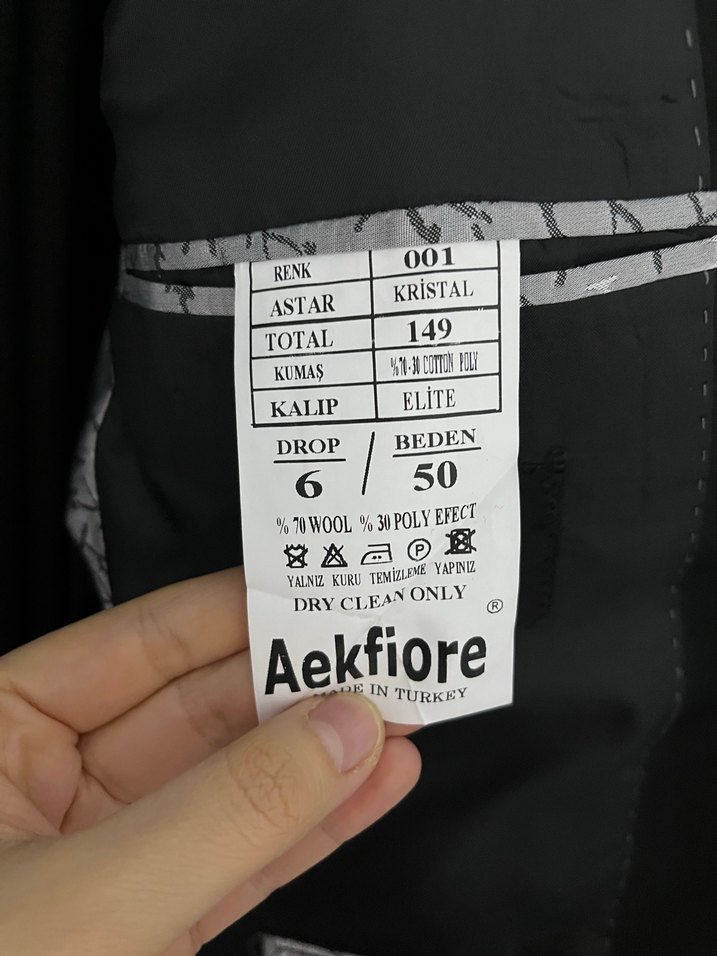 RENK 001
ASTAR KRİSTAL
TOTAL 149
KUMAŞ %70-30 COTTON POLY
KALIP ELİTE
DROP / BEDEN
6 50
% 70 WOOL % 30 POLY EFECT
P
YALNIZ KURU TEMİZLEME YAPINIZ
DRY CLEAN ONLY
®
Aekfiore
MADE IN TURKEY